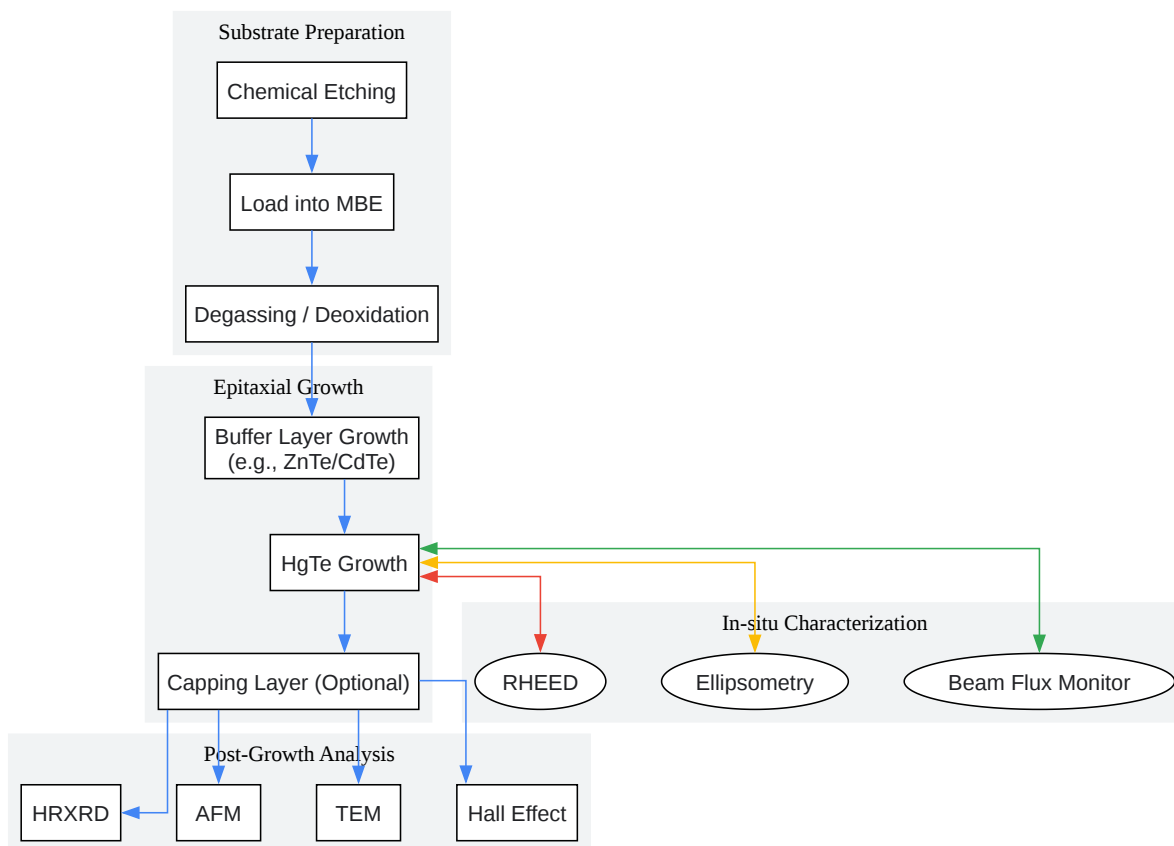 Substrate Preparation
Chemical Etching
Load into MBE
Degassing / Deoxidation
Epitaxial Growth
Buffer Layer Growth
(e.g., ZnTe/CdTe)
HgTe Growth
In-situ Characterization
Capping Layer (Optional)
RHEED
Ellipsometry
Beam Flux Monitor
Post-Growth Analysis
HRXRD
AFM
TEM
Hall Effect